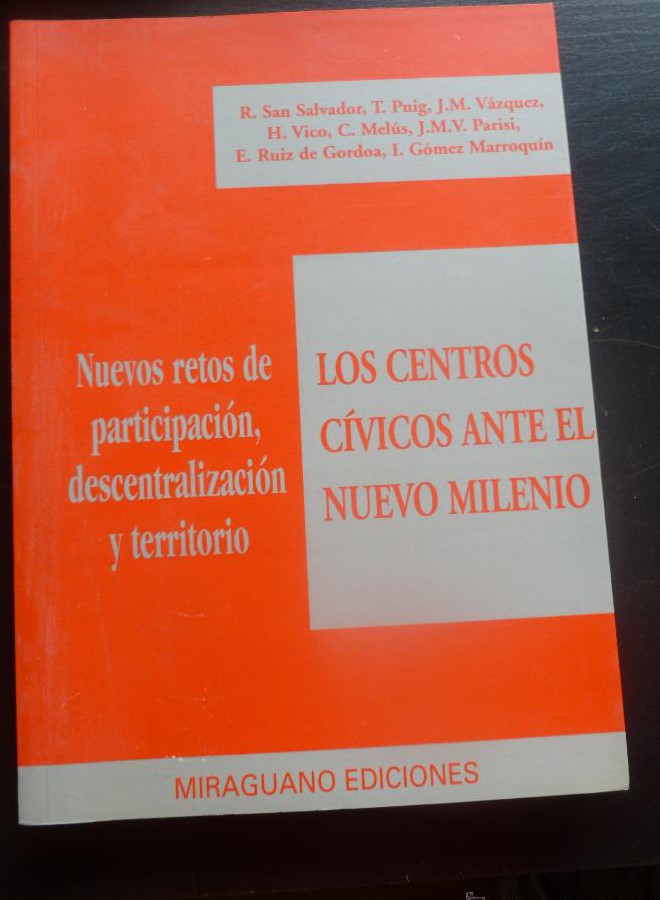 R. San Salvador, T. Puig, J.M. Vázquez,
H. Vico, C. Melús, J.M.V. Parisi,
E. Ruiz de Gordoa, I. Gómez Marroquín
Nuevos retos de
participación,
descentralización
y territorio
LOS CENTROS
CÍVICOS ANTE EL
NUEVO MILENIO
MIRAGUANO EDICIONES